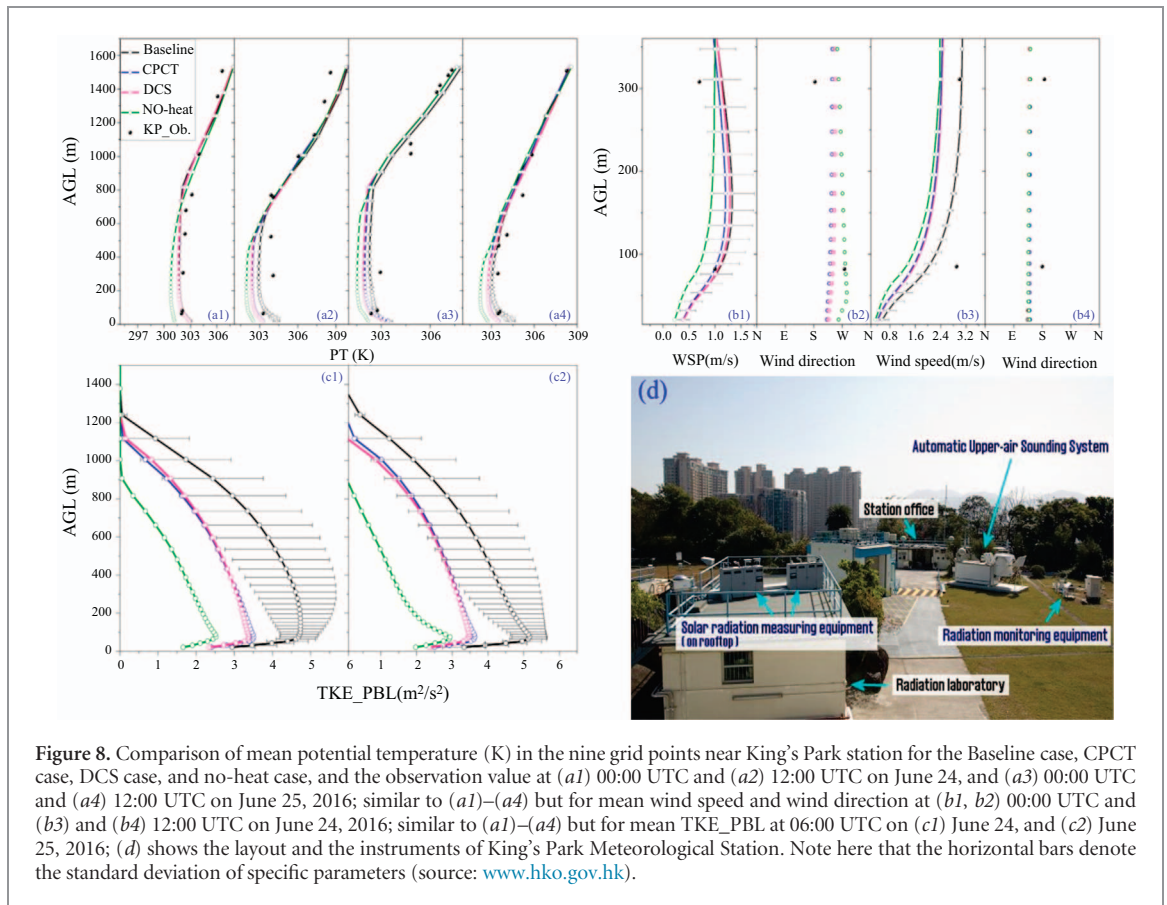 Baseline
CPCT
DCS
NO-heat
KP_Ob.
AGL (m)
1600
1400
1200
1000
800
600
400
200
0
297 300 303 306 303 306 309 303 306 304 309
(a1) (a2) (a3) (a4)
PT (K)
AGL (m)
300
200
100
(b1) (b2) (b3) (b4)
0.0 0.5 1.0 1.5 N E S W N 0.8 1.6 2.4 3.2 N E S W N
WSP(m/s) Wind direction Wind speed(m/s) Wind direction
AGL (m)
1400
1200
1000
800
600
400
200
0
(c1) (c2)
0 1 2 3 4 5 6 1 2 3 4 5 6
TKE_PBL(m²/s²)
(d)
Automatic Upper-air Sounding System
Station office
Solar radiation measuring equipment
(on rooftop)
Radiation monitoring equipment
Radiation laboratory
Figure 8. Comparison of mean potential temperature (K) in the nine grid points near King's Park station for the Baseline case, CPCT
case, DCS case, and no-heat case, and the observation value at (a1) 00:00 UTC and (a2) 12:00 UTC on June 24, and (a3) 00:00 UTC
and (a4) 12:00 UTC on June 25, 2016; similar to (a1)–(a4) but for mean wind speed and wind direction at (b1, b2) 00:00 UTC and
(b3) and (b4) 12:00 UTC on June 24, 2016; similar to (a1)–(a4) but for mean TKE_PBL at 06:00 UTC on (c1) June 24, and (c2) June
25, 2016; (d) shows the layout and the instruments of King's Park Meteorological Station. Note here that the horizontal bars denote
the standard deviation of specific parameters (source: www.hko.gov.hk).